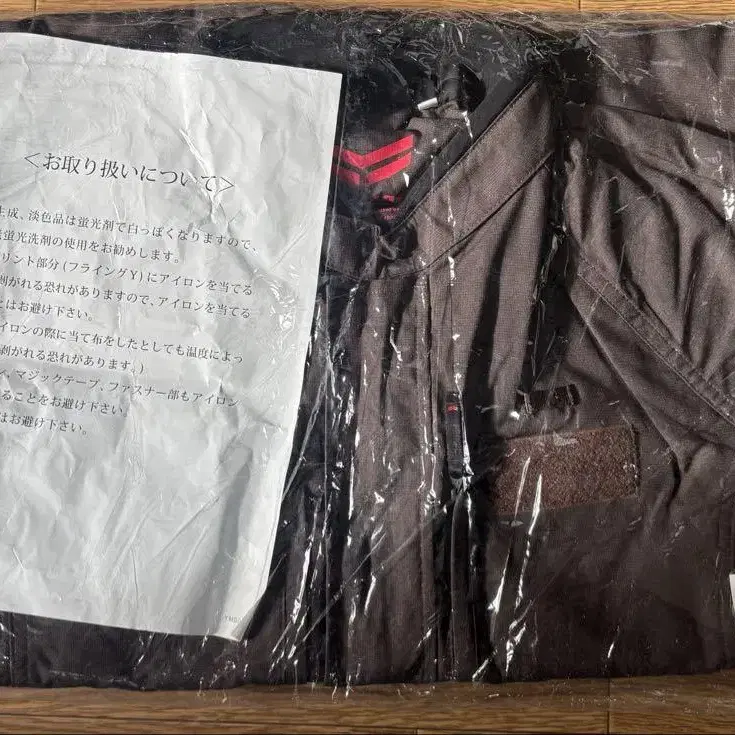 ＜お取り扱いについて＞
生成、淡色品は蛍光剤で白っぽくなりますので、
蛍光洗剤の使用をお勧めします。
リント部分(フライングY)にアイロンを当てる
剥がれる恐れがありますので、アイロンを当てる
とはお避け下さい。
イロンの際に当て布をしたとしても温度によっ
剥がれる恐れがあります。)
、マジックテープ、ファスナー部もアイロン
ることをお避け下さい。
はお避け下さい。